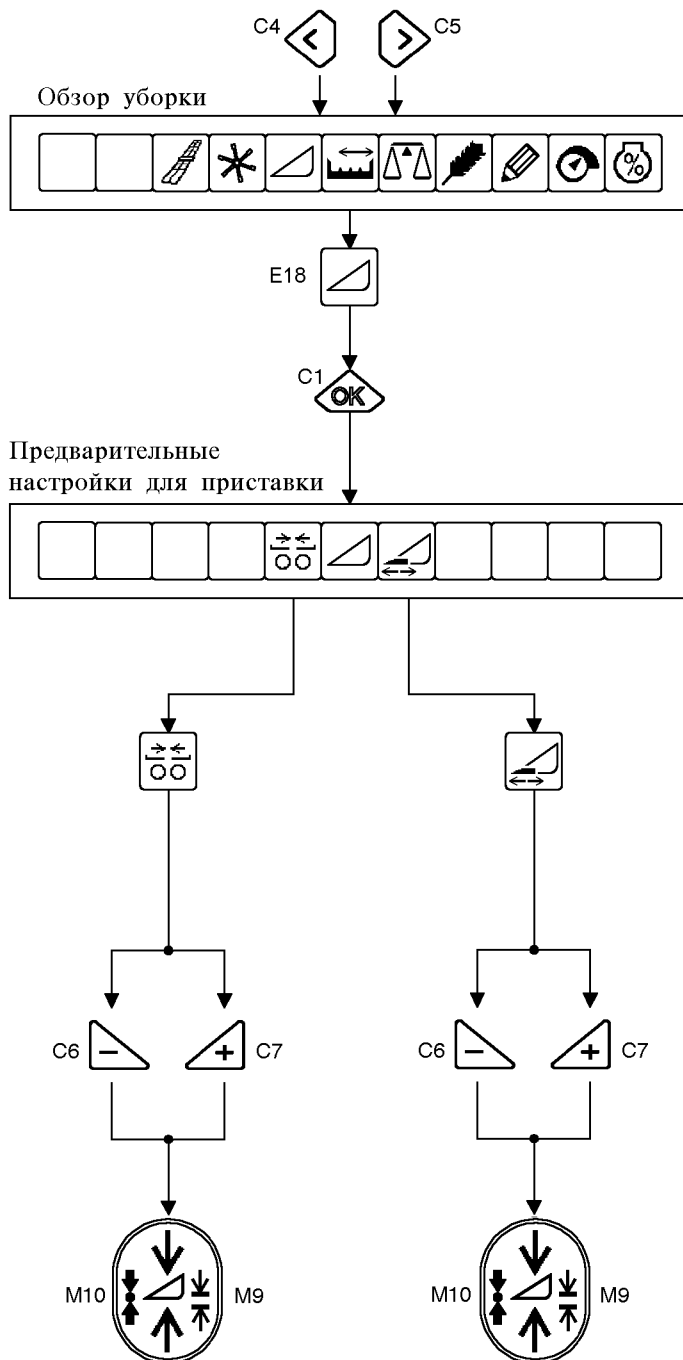 C4 C5
Обзор уборки
%
E18
C1
OK
Предварительные
настройки для приставки
C6 − + C7 C6 − + C7
M10 M9 M10 M9